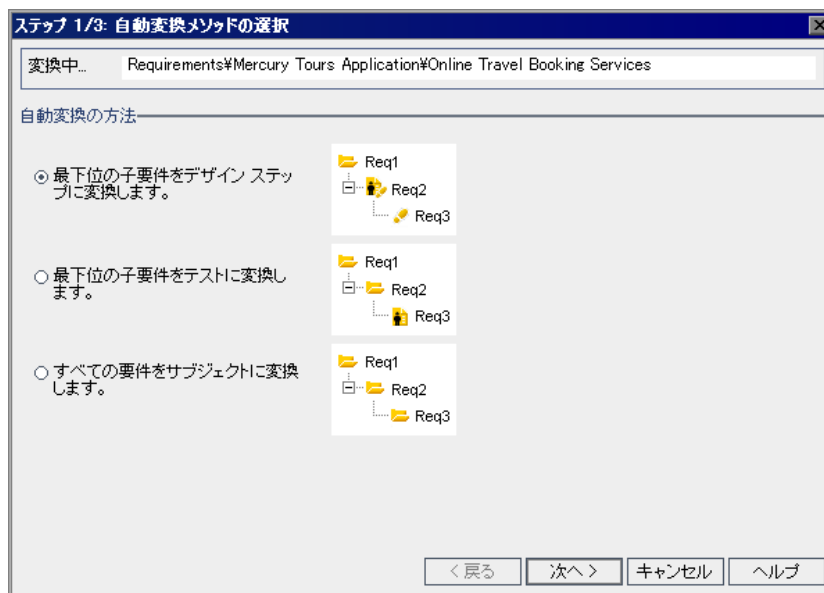 ステップ 1/3: 自動変換メソッドの選択
変換中... Requirements¥Mercury Tours Application¥Online Travel Booking Services
自動変換の方法
最下位の子要件をデザイン ステッ
プに変換します。
Req1
Req2
Req3
最下位の子要件をテストに変換し
ます。
Req1
Req2
Req3
すべての要件をサブジェクトに変換
します。
Req1
Req2
Req3
< 戻る 次へ > キャンセル ヘルプ